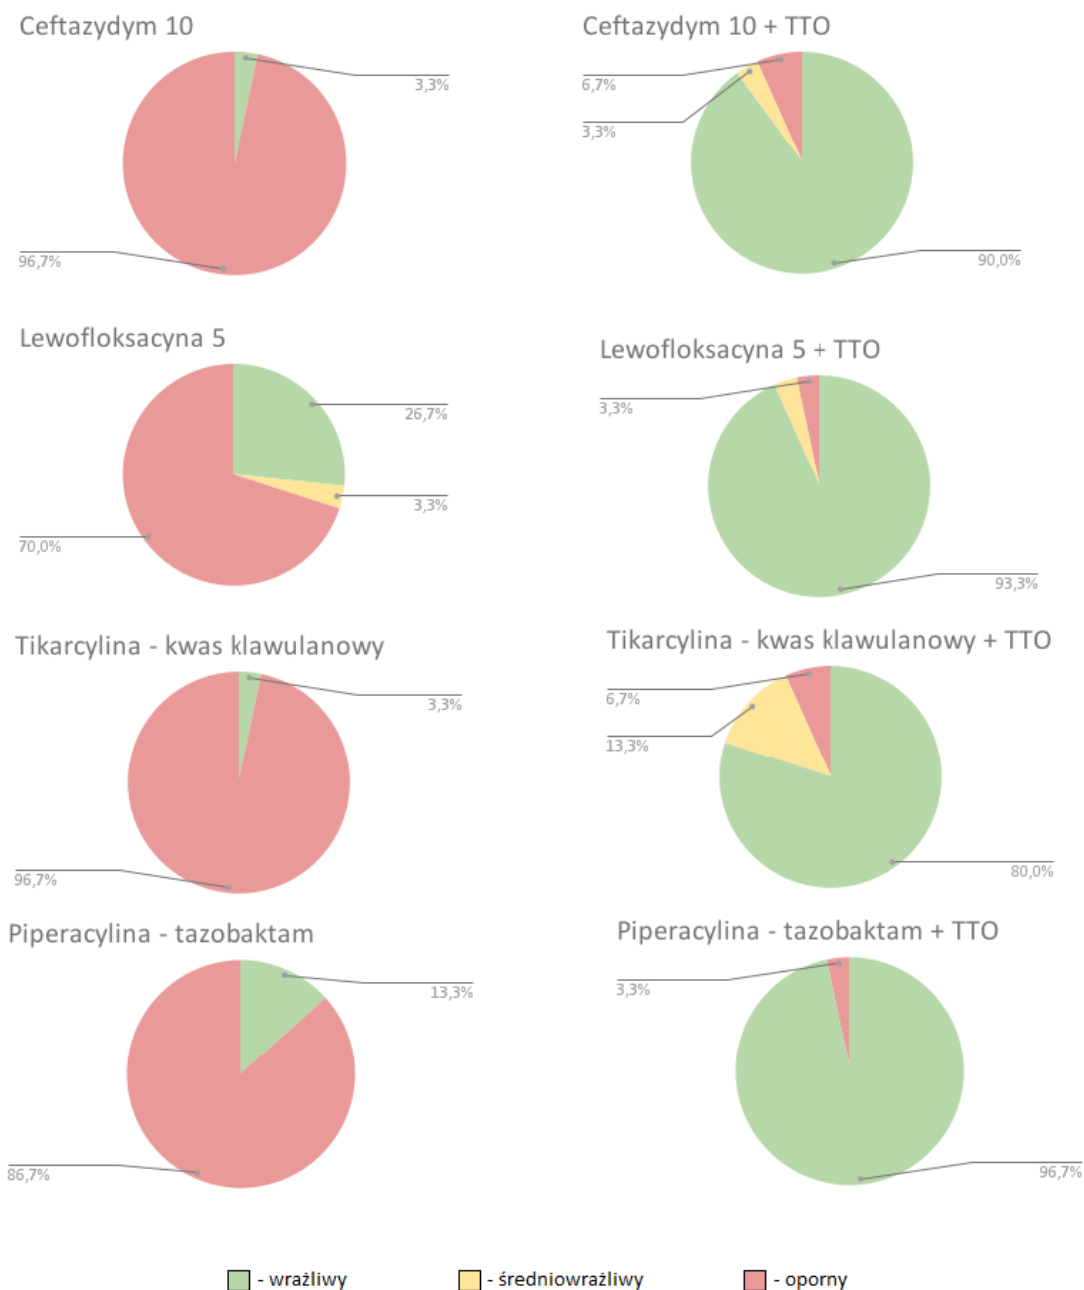 Ceftazydym 10
3,3%
96,7%
Ceftazydym 10 + TTO
6,7%
3,3%
90,0%
Lewofloksacyna 5
26,7%
3,3%
70,0%
Lewofloksacyna 5 + TTO
3,3%
93,3%
Tikarcylina - kwas klawulanowy
3,3%
96,7%
Tikarcylina - kwas klawulanowy + TTO
6,7%
13,3%
80,0%
Piperacylina - tazobaktam
13,3%
86,7%
Piperacylina - tazobaktam + TTO
3,3%
96,7%
- wrażliwy - średniowrażliwy - oporny